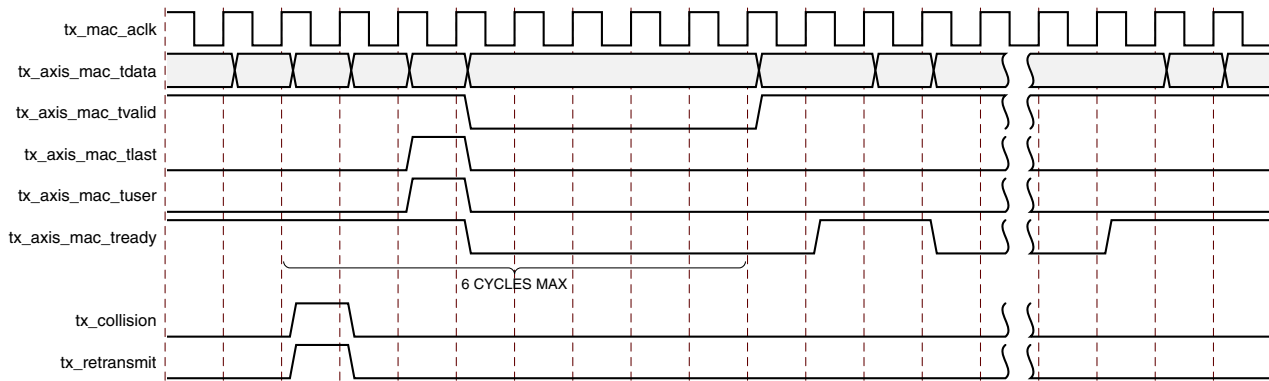 tx_mac_aclk
tx_axis_mac_tdata
tx_axis_mac_tvalid
tx_axis_mac_tlast
tx_axis_mac_tuser
tx_axis_mac_tready
6 CYCLES MAX
tx_collision
tx_retransmit